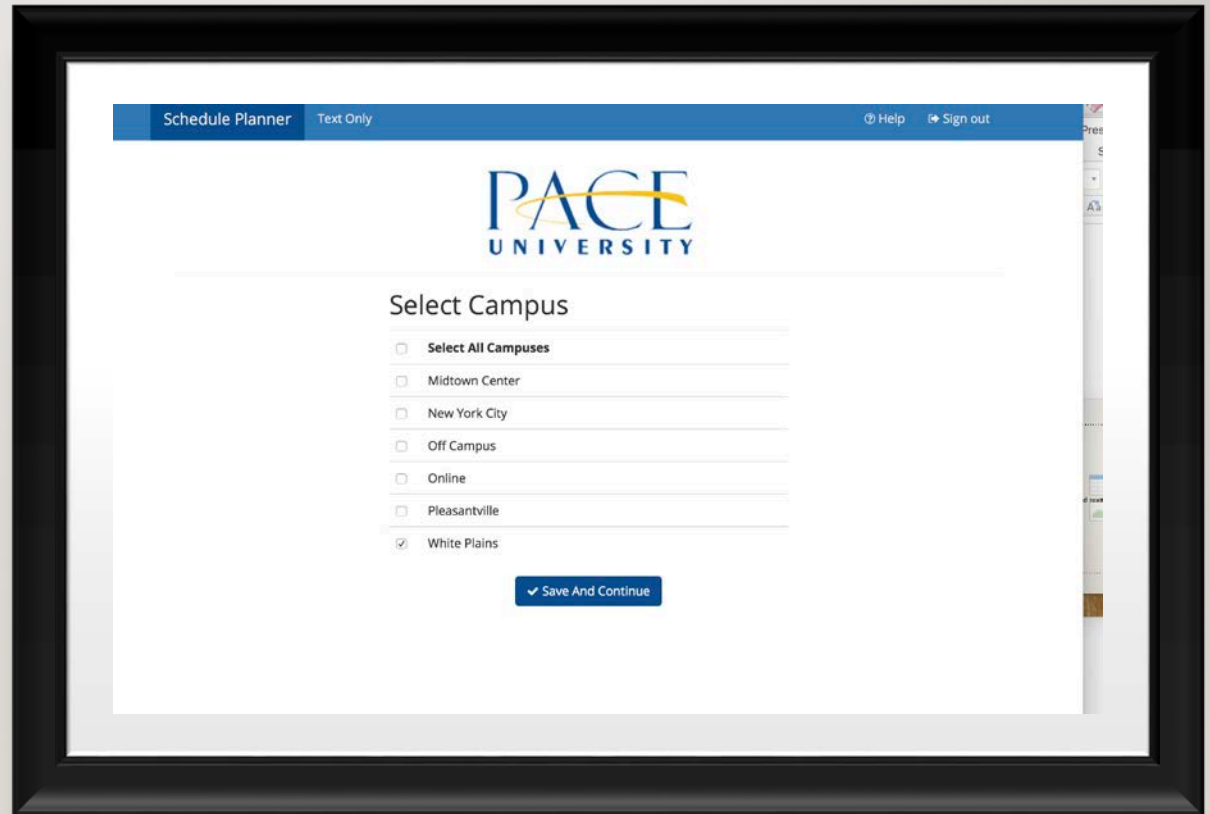 Schedule Planner Text Only Help Sign out
PACE
UNIVERSITY
Select Campus
Select All Campuses
Midtown Center
New York City
Off Campus
Online
Pleasantville
White Plains
Save And Continue